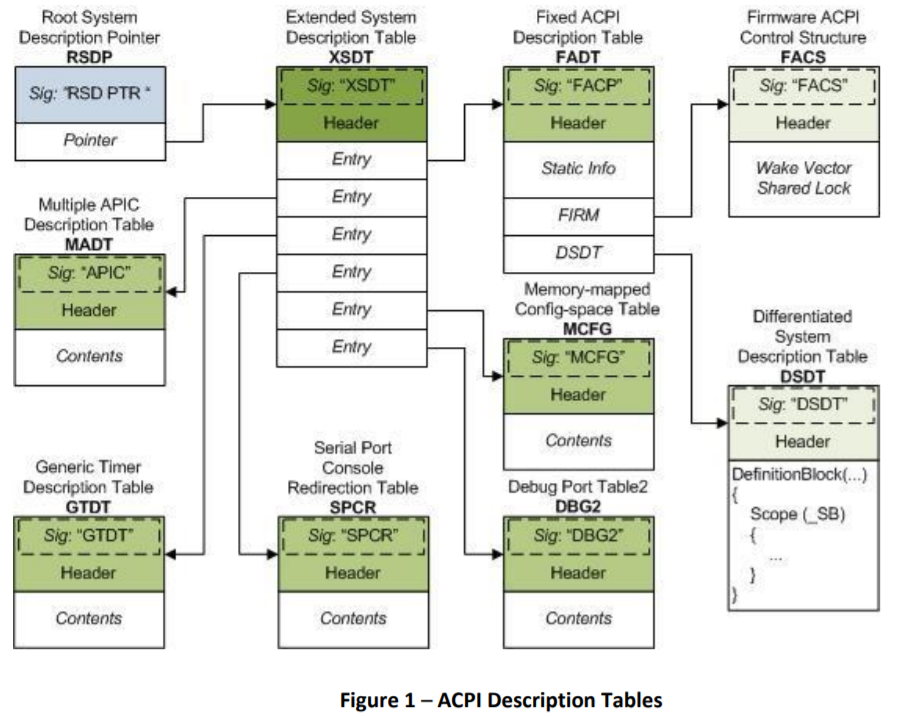 Root System
Description Pointer
RSDP
Sig: "RSD PTR "
Pointer
Extended System
Description Table
XSDT
Sig: "XSDT"
Header
Entry
Entry
Entry
Entry
Entry
Entry
Fixed ACPI
Description Table
FADT
Sig: "FACP"
Header
Static Info
FIRM
DSDT
Firmware ACPI
Control Structure
FACS
Sig: "FACS"
Header
Wake Vector
Shared Lock
Multiple APIC
Description Table
MADT
Sig: "APIC"
Header
Contents
Memory-mapped
Config-space Table
MCFG
Sig: "MCFG"
Header
Contents
Differentiated
System
Description Table
DSDT
Sig: "DSDT"
Header
DefinitionBlock(...)
{
Scope (_SB)
{
...
}
}
Generic Timer
Description Table
GTDT
Sig: "GTDT"
Header
Contents
Serial Port
Console
Redirection Table
SPCR
Sig: "SPCR"
Header
Contents
Debug Port Table2
DBG2
Sig: "DBG2"
Header
Contents
Figure 1 – ACPI Description Tables